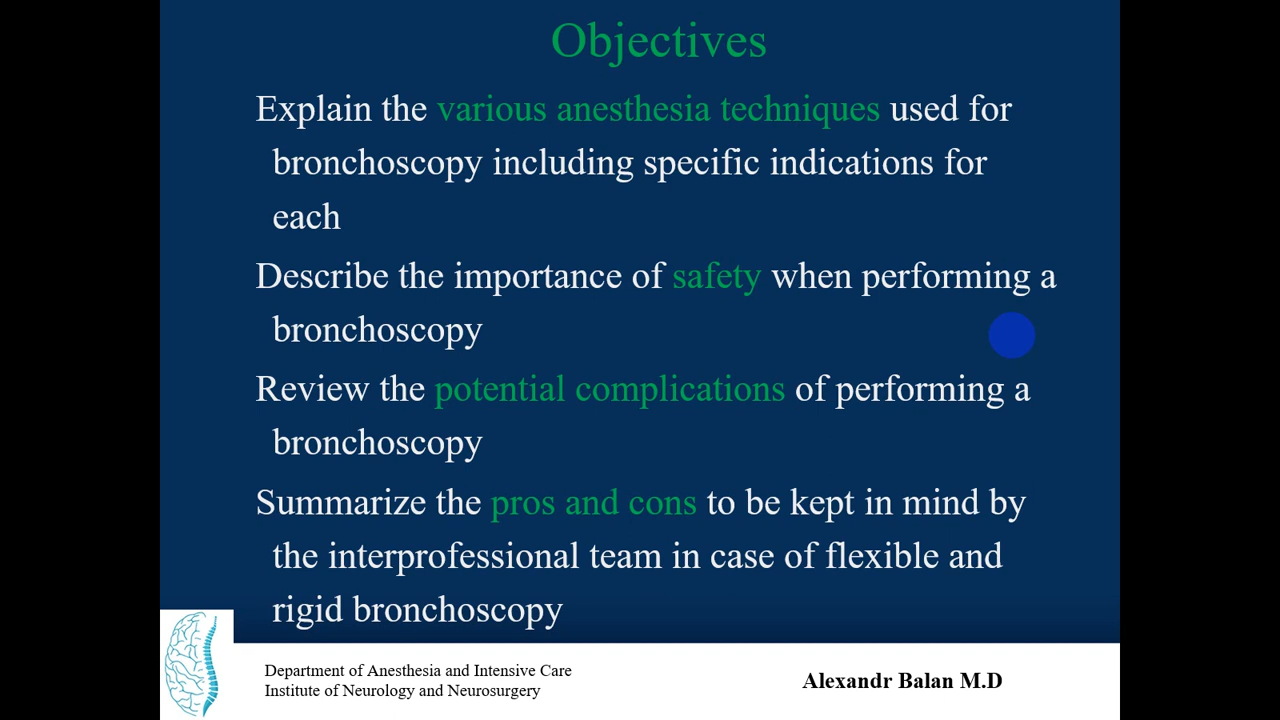 Objectives
Explain the various anesthesia techniques used for
bronchoscopy including specific indications for
each
Describe the importance of safety when performing a
bronchoscopy
Review the potential complications of performing a
bronchoscopy
Summarize the pros and cons to be kept in mind by
the interprofessional team in case of flexible and
rigid bronchoscopy
Department of Anesthesia and Intensive Care
Institute of Neurology and Neurosurgery
Alexandr Balan M.D